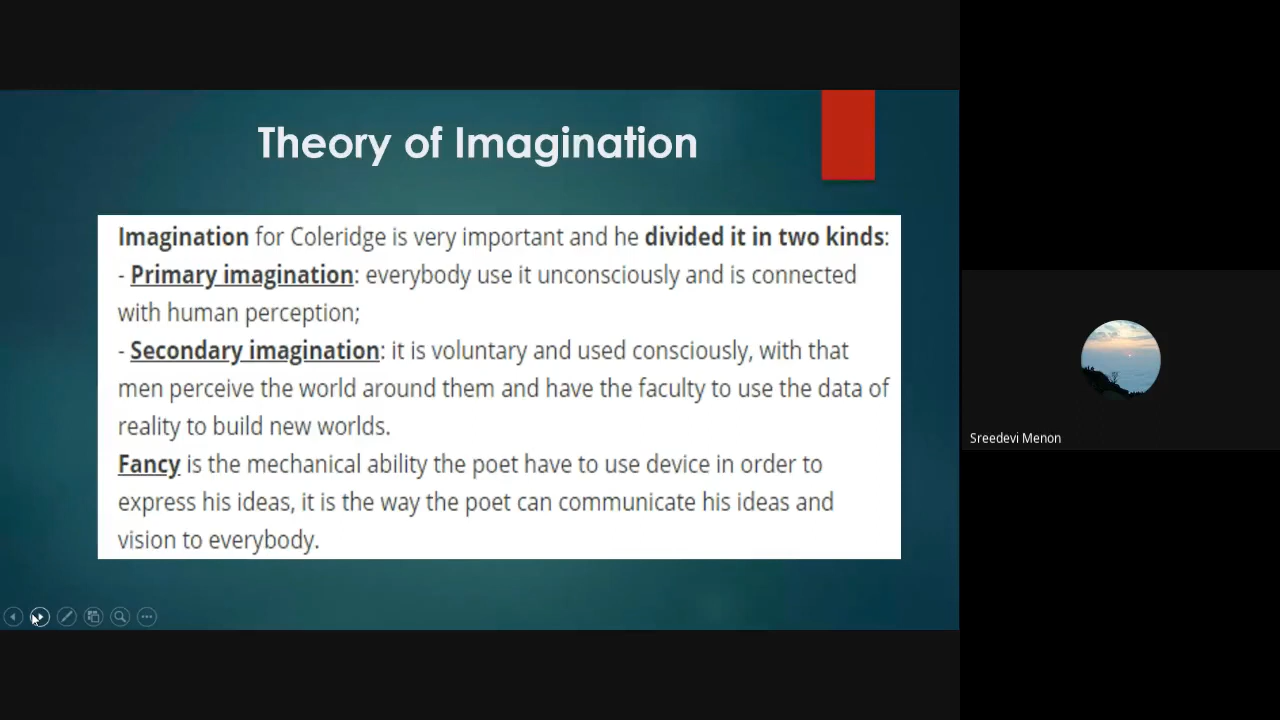 Theory of Imagination
Imagination for Coleridge is very important and he divided it in two kinds:
- Primary imagination: everybody use it unconsciously and is connected
with human perception;
- Secondary imagination: it is voluntary and used consciously, with that
men perceive the world around them and have the faculty to use the data of
reality to build new worlds.
Fancy is the mechanical ability the poet have to use device in order to
express his ideas, it is the way the poet can communicate his ideas and
vision to everybody.
Sreedevi Menon